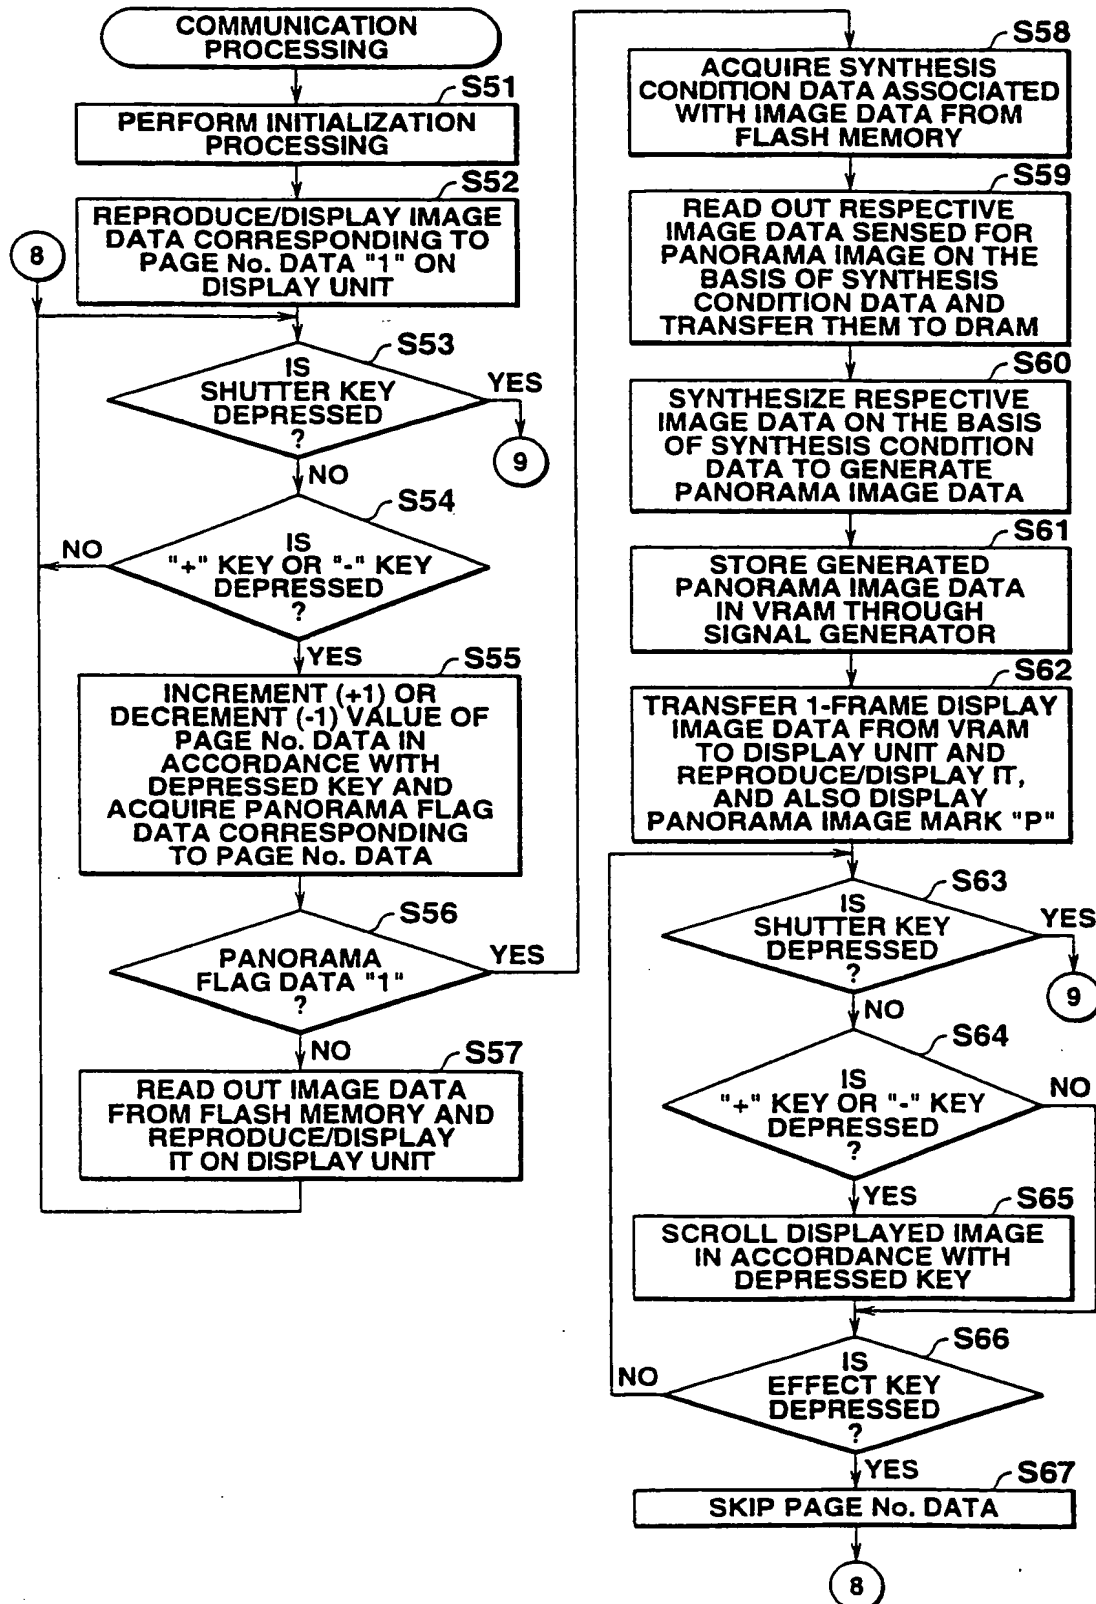 COMMUNICATION
PROCESSING
S51
PERFORM INITIALIZATION
PROCESSING
S52
REPRODUCE/DISPLAY IMAGE
DATA CORRESPONDING TO
PAGE No. DATA "1" ON
DISPLAY UNIT
8
S53
IS
SHUTTER KEY
DEPRESSED
?
YES
9
NO
S54
IS
"+" KEY OR "-" KEY
DEPRESSED
?
NO
YES
S55
INCREMENT (+1) OR
DECREMENT (-1) VALUE OF
PAGE No. DATA IN
ACCORDANCE WITH
DEPRESSED KEY AND
ACQUIRE PANORAMA FLAG
DATA CORRESPONDING
TO PAGE No. DATA
S56
PANORAMA
FLAG DATA "1"
?
YES
NO
S57
READ OUT IMAGE DATA
FROM FLASH MEMORY AND
REPRODUCE/DISPLAY
IT ON DISPLAY UNIT
S58
ACQUIRE SYNTHESIS
CONDITION DATA ASSOCIATED
WITH IMAGE DATA FROM
FLASH MEMORY
S59
READ OUT RESPECTIVE
IMAGE DATA SENSED FOR
PANORAMA IMAGE ON THE
BASIS OF SYNTHESIS
CONDITION DATA AND
TRANSFER THEM TO DRAM
S60
SYNTHESIZE RESPECTIVE
IMAGE DATA ON THE BASIS
OF SYNTHESIS CONDITION
DATA TO GENERATE
PANORAMA IMAGE DATA
S61
STORE GENERATED
PANORAMA IMAGE DATA
IN VRAM THROUGH
SIGNAL GENERATOR
S62
TRANSFER 1-FRAME DISPLAY
IMAGE DATA FROM VRAM
TO DISPLAY UNIT AND
REPRODUCE/DISPLAY IT,
AND ALSO DISPLAY
PANORAMA IMAGE MARK "P"
S63
IS
SHUTTER KEY
DEPRESSED
?
YES
9
NO
S64
IS
"+" KEY OR "-" KEY
DEPRESSED
?
NO
YES
S65
SCROLL DISPLAYED IMAGE
IN ACCORDANCE WITH
DEPRESSED KEY
S66
IS
EFFECT KEY
DEPRESSED
?
NO
YES
S67
SKIP PAGE No. DATA
8